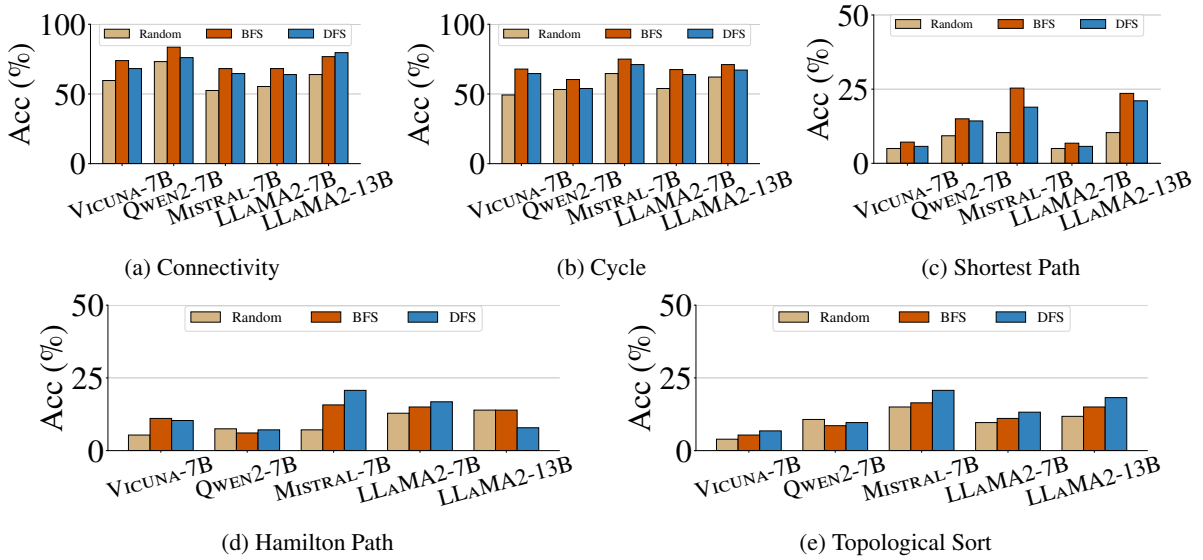 100
50
0
Acc (%)
Random BFS DFS
VICUNA-7B
QWEN2-7B
MISTRAL-7B
LLAMA2-7B
LLAMA2-13B
(a) Connectivity
100
50
0
Acc (%)
Random BFS DFS
VICUNA-7B
QWEN2-7B
MISTRAL-7B
LLAMA2-7B
LLAMA2-13B
(b) Cycle
50
25
0
Acc (%)
Random BFS DFS
VICUNA-7B
QWEN2-7B
MISTRAL-7B
LLAMA2-7B
LLAMA2-13B
(c) Shortest Path
50
25
0
Acc (%)
Random BFS DFS
VICUNA-7B
QWEN2-7B
MISTRAL-7B
LLAMA2-7B
LLAMA2-13B
(d) Hamilton Path
50
25
0
Acc (%)
Random BFS DFS
VICUNA-7B
QWEN2-7B
MISTRAL-7B
LLAMA2-7B
LLAMA2-13B
(e) Topological Sort